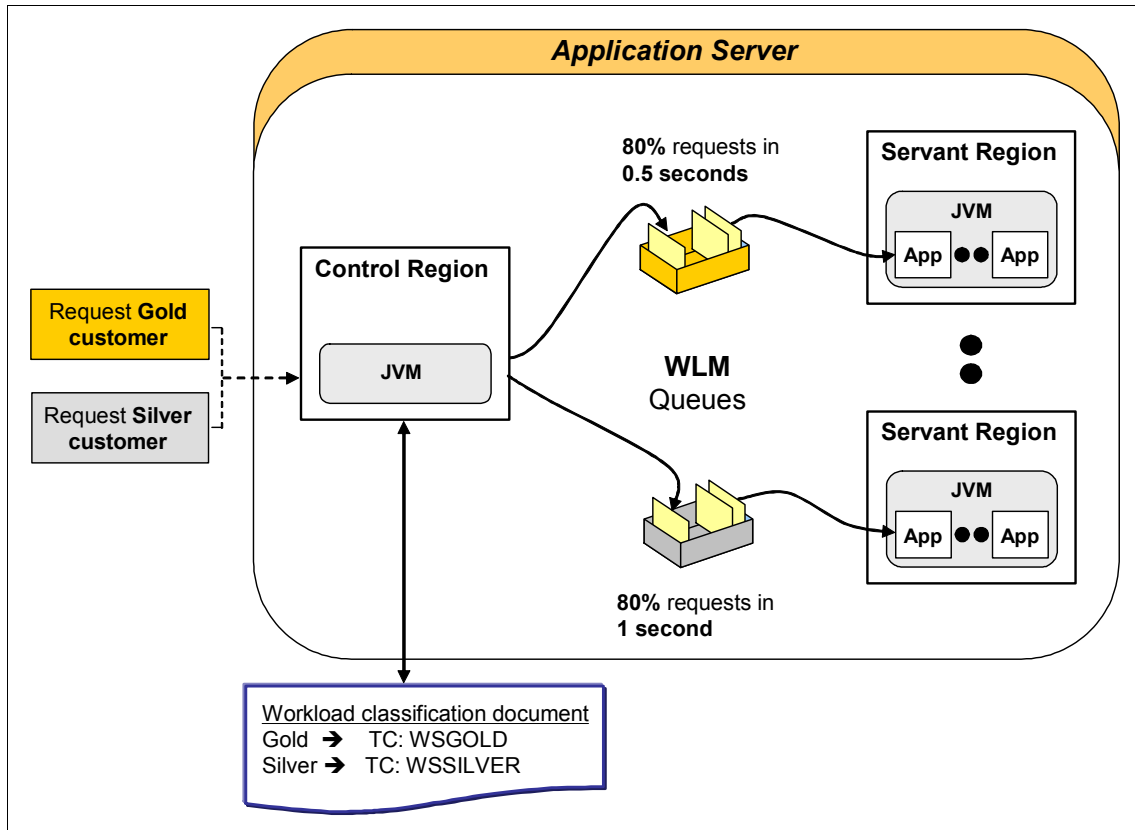 Application Server
80% requests in
0.5 seconds
Servant Region
JVM
App
App
Control Region
JVM
Request Gold
customer
Request Silver
customer
WLM
Queues
Servant Region
JVM
App
App
80% requests in
1 second
Workload classification document
Gold ➔ TC: WSGOLD
Silver ➔ TC: WSSILVER